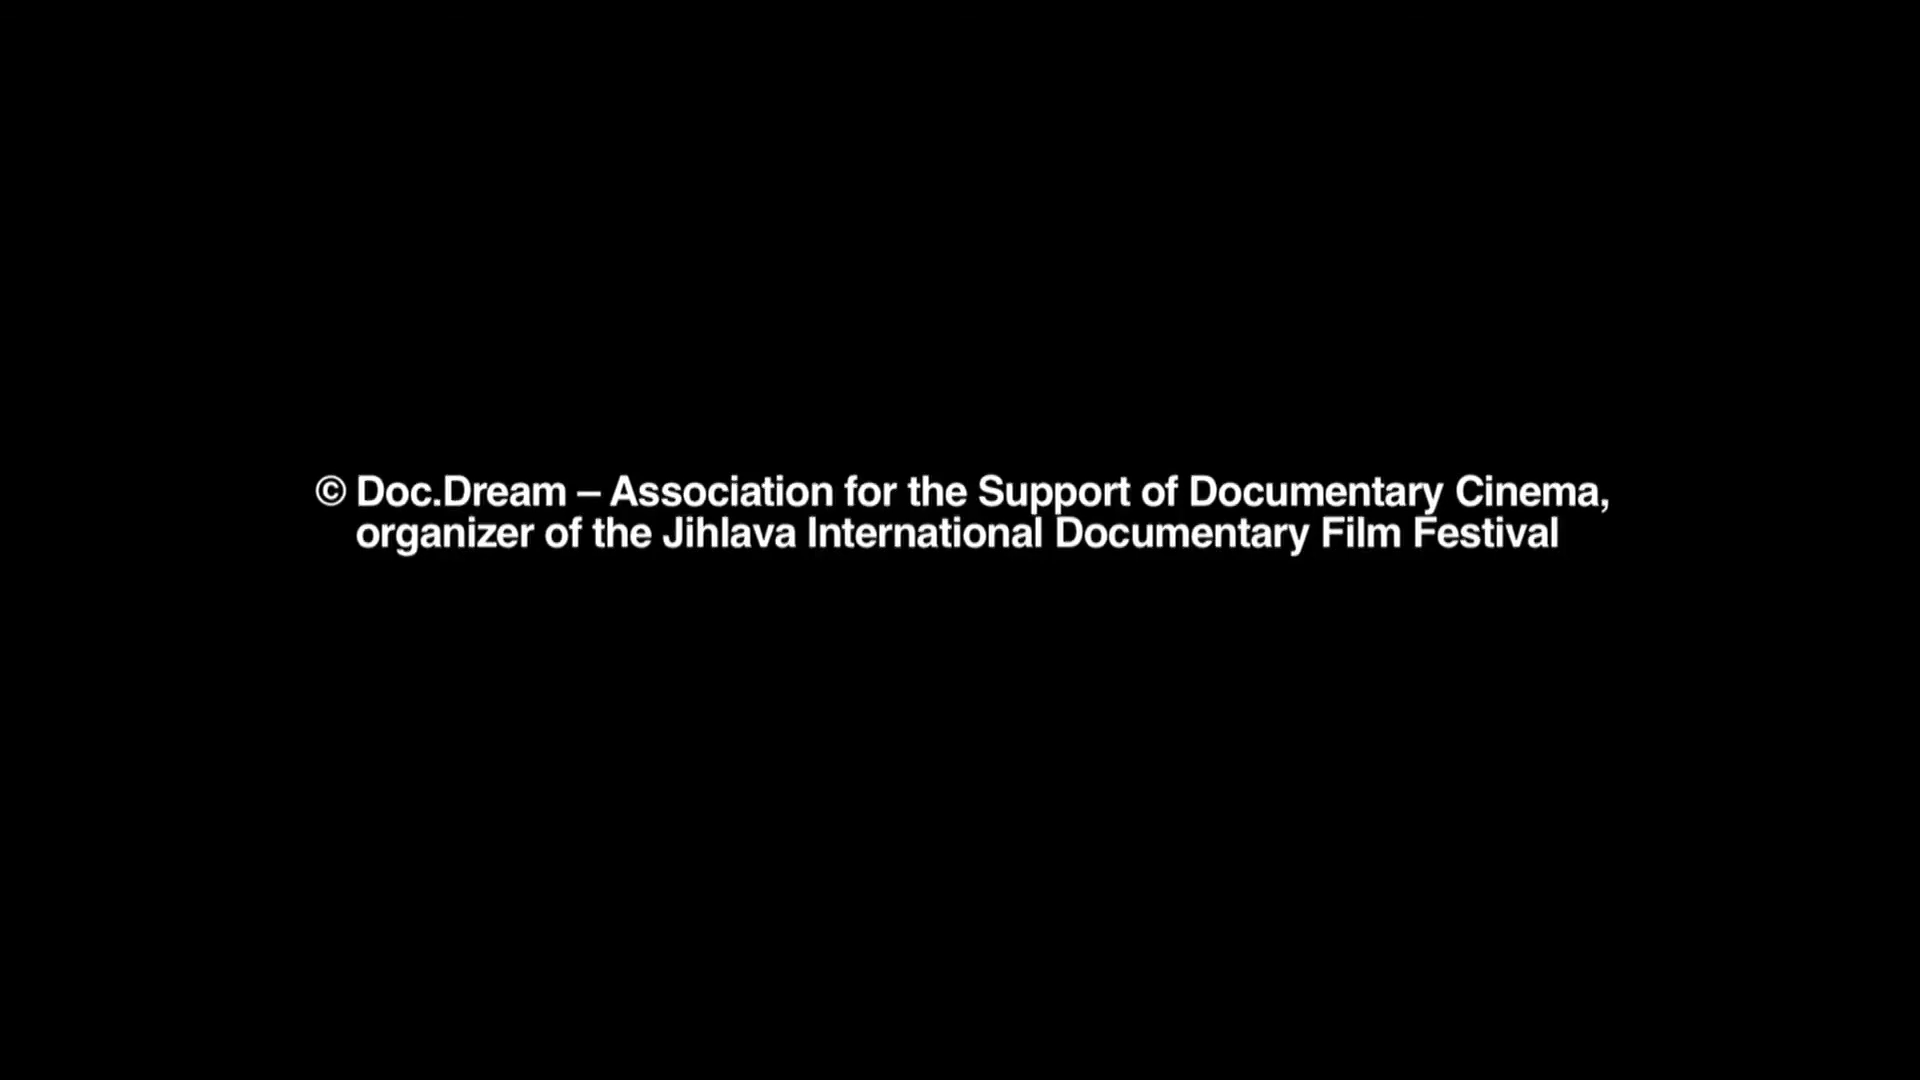 © Doc.Dream – Association for the Support of Documentary Cinema,
organizer of the Jihlava International Documentary Film Festival